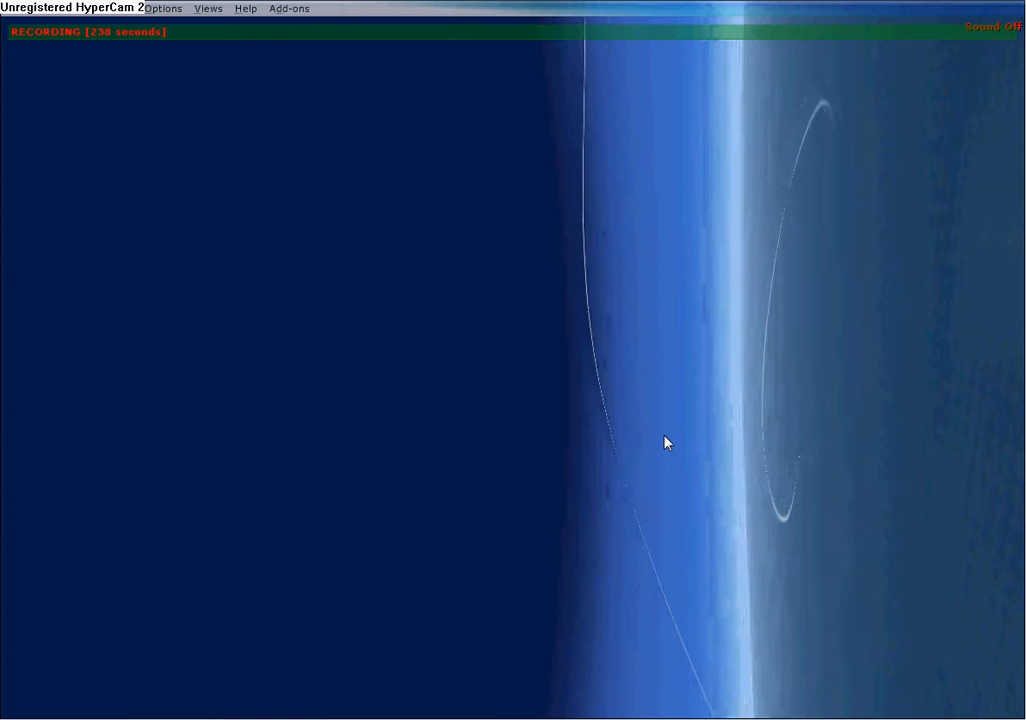 Unregistered HyperCam 2 Options Views Help Add-ons
RECORDING [238 seconds]
Sound Off